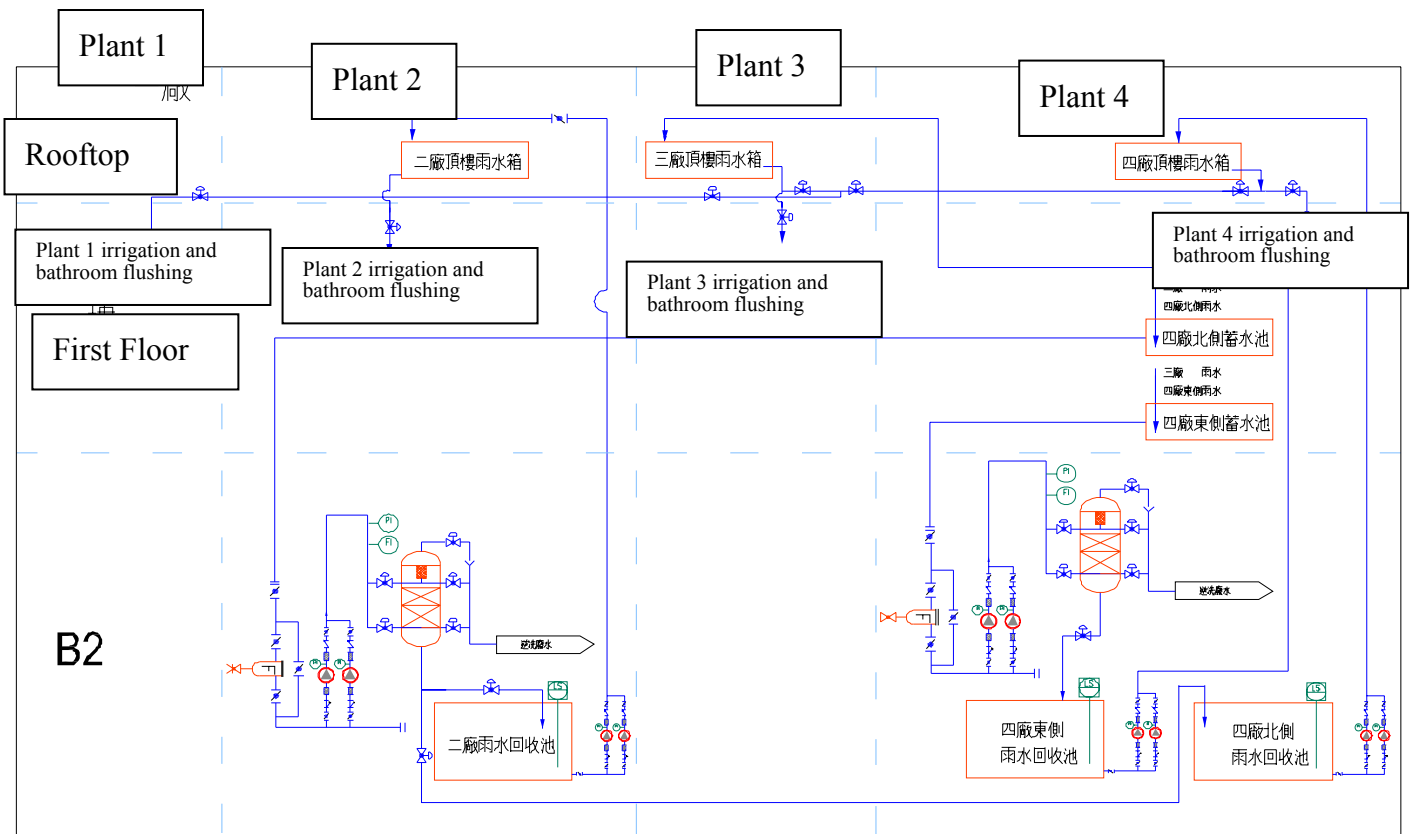 Plant 1
Plant 2
Plant 3
Plant 4
廠
Rooftop
二廠頂樓雨水箱
三廠頂樓雨水箱
四廠頂樓雨水箱
Plant 1 irrigation and
bathroom flushing
Plant 2 irrigation and
bathroom flushing
Plant 3 irrigation and
bathroom flushing
Plant 4 irrigation and
bathroom flushing
First Floor
四廠北側雨水
四廠北側蓄水池
三廠 雨水
四廠東側雨水
四廠東側蓄水池
B2
PI
FI
PI
FI
F
F
逆洗廢水
逆洗廢水
LS
LS
LS
二廠雨水回收池
四廠東側
雨水回收池
四廠北側
雨水回收池